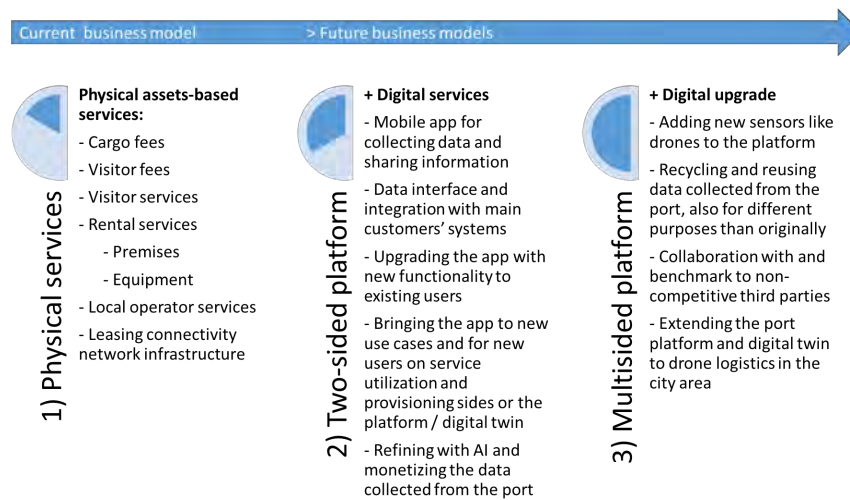 Current business model
> Future business models
1) Physical services
Physical assets-based
services:
- Cargo fees
- Visitor fees
- Visitor services
- Rental services
- Premises
- Equipment
- Local operator services
- Leasing connectivity
network infrastructure
2) Two-sided platform
+ Digital services
- Mobile app for
collecting data and
sharing information
- Data interface and
integration with main
customers' systems
- Upgrading the app with
new functionality to
existing users
- Bringing the app to new
use cases and for new
users on service
utilization and
provisioning sides or the
platform / digital twin
- Refining with AI and
monetizing the data
collected from the port
3) Multisided platform
+ Digital upgrade
- Adding new sensors like
drones to the platform
- Recycling and reusing
data collected from the
port, also for different
purposes than originally
- Collaboration with and
benchmark to non-
competitive third parties
- Extending the port
platform and digital twin
to drone logistics in the
city area